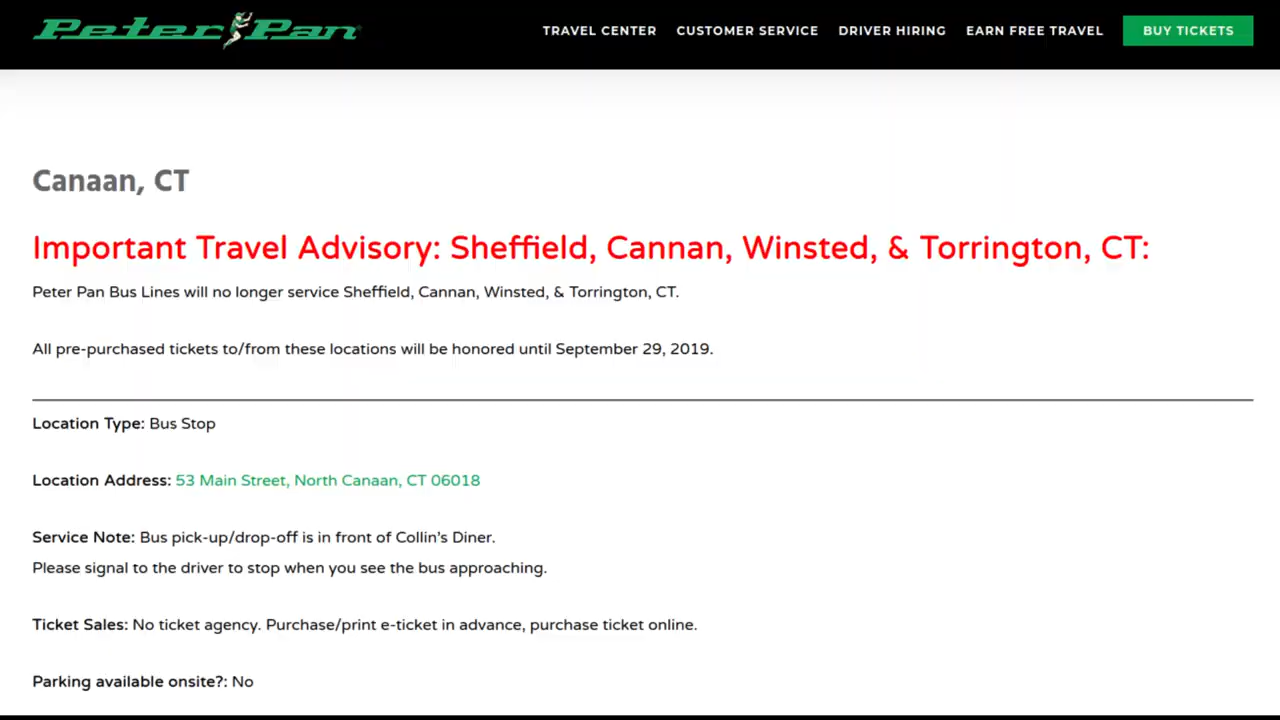 Peter Pan
TRAVEL CENTER CUSTOMER SERVICE DRIVER HIRING EARN FREE TRAVEL BUY TICKETS
Canaan, CT
Important Travel Advisory: Sheffield, Cannan, Winsted, & Torrington, CT:
Peter Pan Bus Lines will no longer service Sheffield, Cannan, Winsted, & Torrington, CT.
All pre-purchased tickets to/from these locations will be honored until September 29, 2019.
Location Type: Bus Stop
Location Address: 53 Main Street, North Canaan, CT 06018
Service Note: Bus pick-up/drop-off is in front of Collin’s Diner.
Please signal to the driver to stop when you see the bus approaching.
Ticket Sales: No ticket agency. Purchase/print e-ticket in advance, purchase ticket online.
Parking available onsite?: No